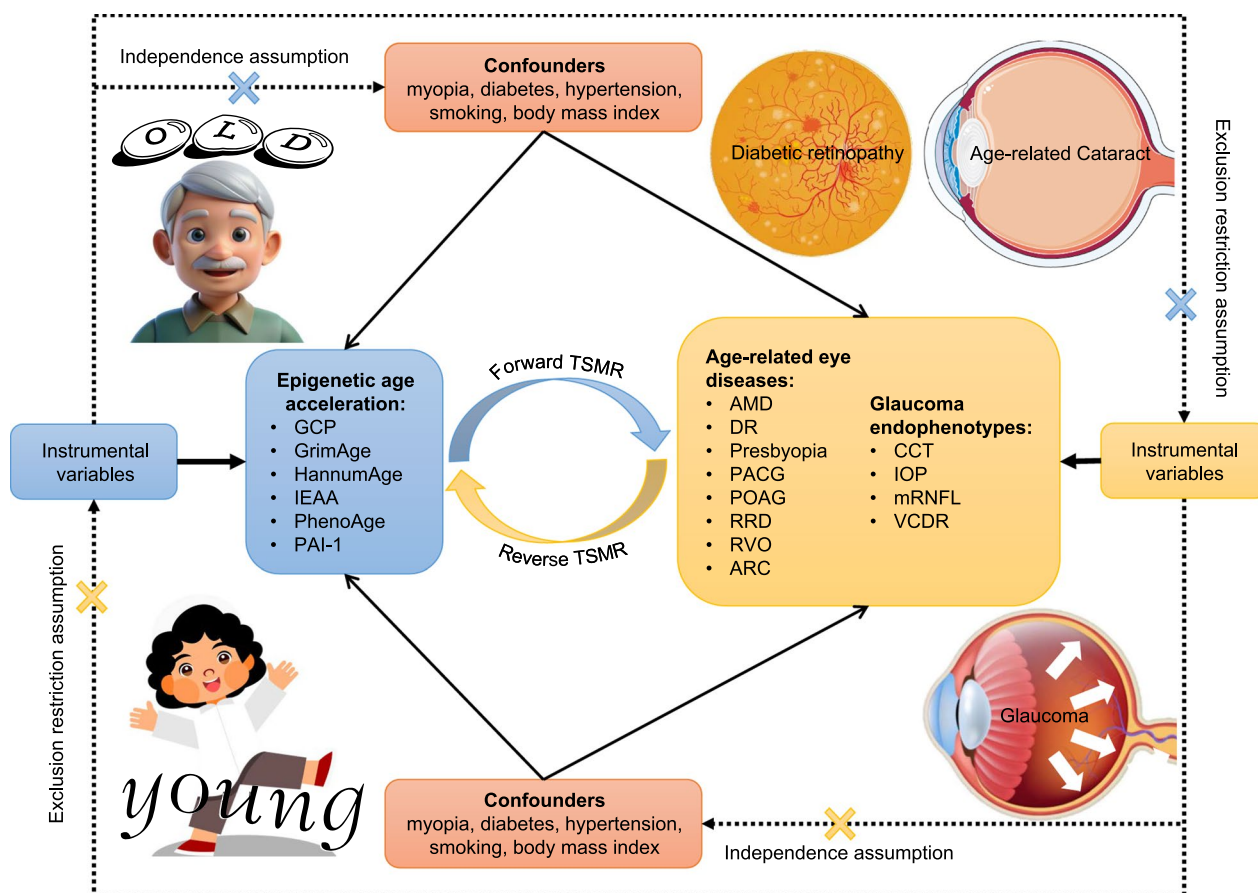 Independence assumption
Confounders
myopia, diabetes, hypertension,
smoking, body mass index
OLD
Diabetic retinopathy
Age-related Cataract
Exclusion restriction assumption
Forward TSMR
Reverse TSMR
Epigenetic age
acceleration:
• GCP
• GrimAge
• HannumAge
• IEAA
• PhenoAge
• PAI-1
Age-related eye
diseases:
• AMD
• DR
• Presbyopia
• PACG
• POAG
• RRD
• RVO
• ARC
Glaucoma
endophenotypes:
• CCT
• IOP
• mRNFL
• VCDR
Instrumental
variables
Instrumental
variables
Exclusion restriction assumption
young
Glaucoma
Confounders
myopia, diabetes, hypertension,
smoking, body mass index
Independence assumption